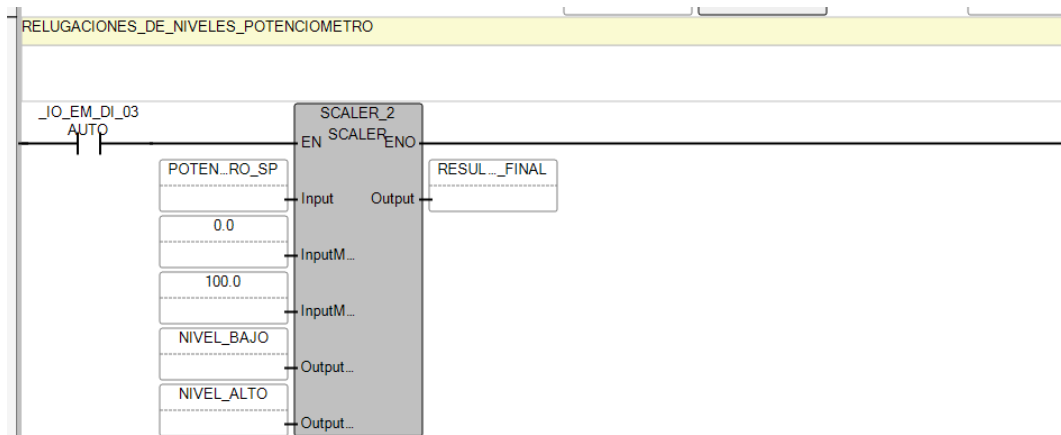 RELUGACIONES_DE_NIVELES_POTENCIOMETRO
_IO_EM_DI_03
AUTO
SCALER_2
SCALER
EN
ENO
POTEN...RO_SP
Input
Output
RESUL..._FINAL
0.0
InputM...
100.0
InputM...
NIVEL_BAJO
Output...
NIVEL_ALTO
Output...